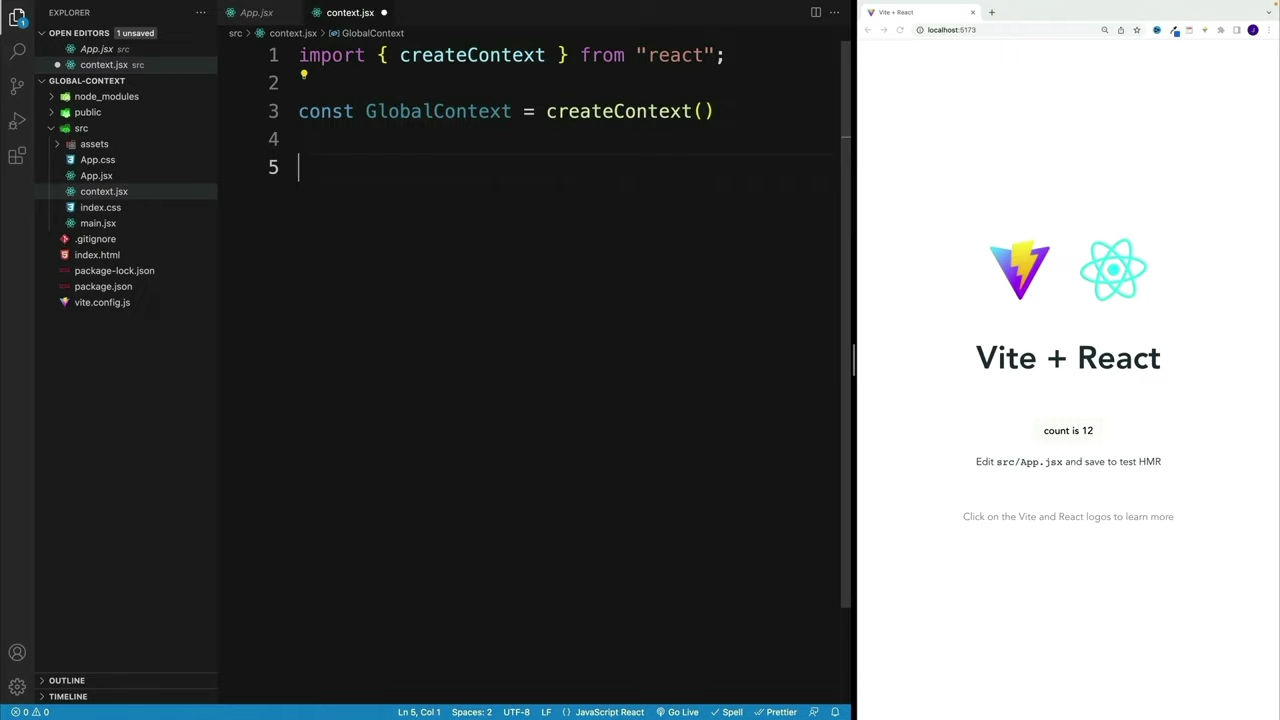 EXPLORER
OPEN EDITORS 1 unsaved
App.jsx src
context.jsx src
GLOBAL-CONTEXT
node_modules
public
src
assets
App.css
App.jsx
context.jsx
index.css
main.jsx
.gitignore
index.html
package-lock.json
package.json
vite.config.js
OUTLINE
TIMELINE
1
App.jsx
context.jsx
src > context.jsx > GlobalContext
1 import { createContext } from "react";
2
3 const GlobalContext = createContext()
4
5
0 0
Ln 5, Col 1 Spaces: 2 UTF-8 LF JavaScript React Go Live Spell Prettier
Vite + React
localhost:5173
J
Vite + React
count is 12
Edit src/App.jsx and save to test HMR
Click on the Vite and React logos to learn more